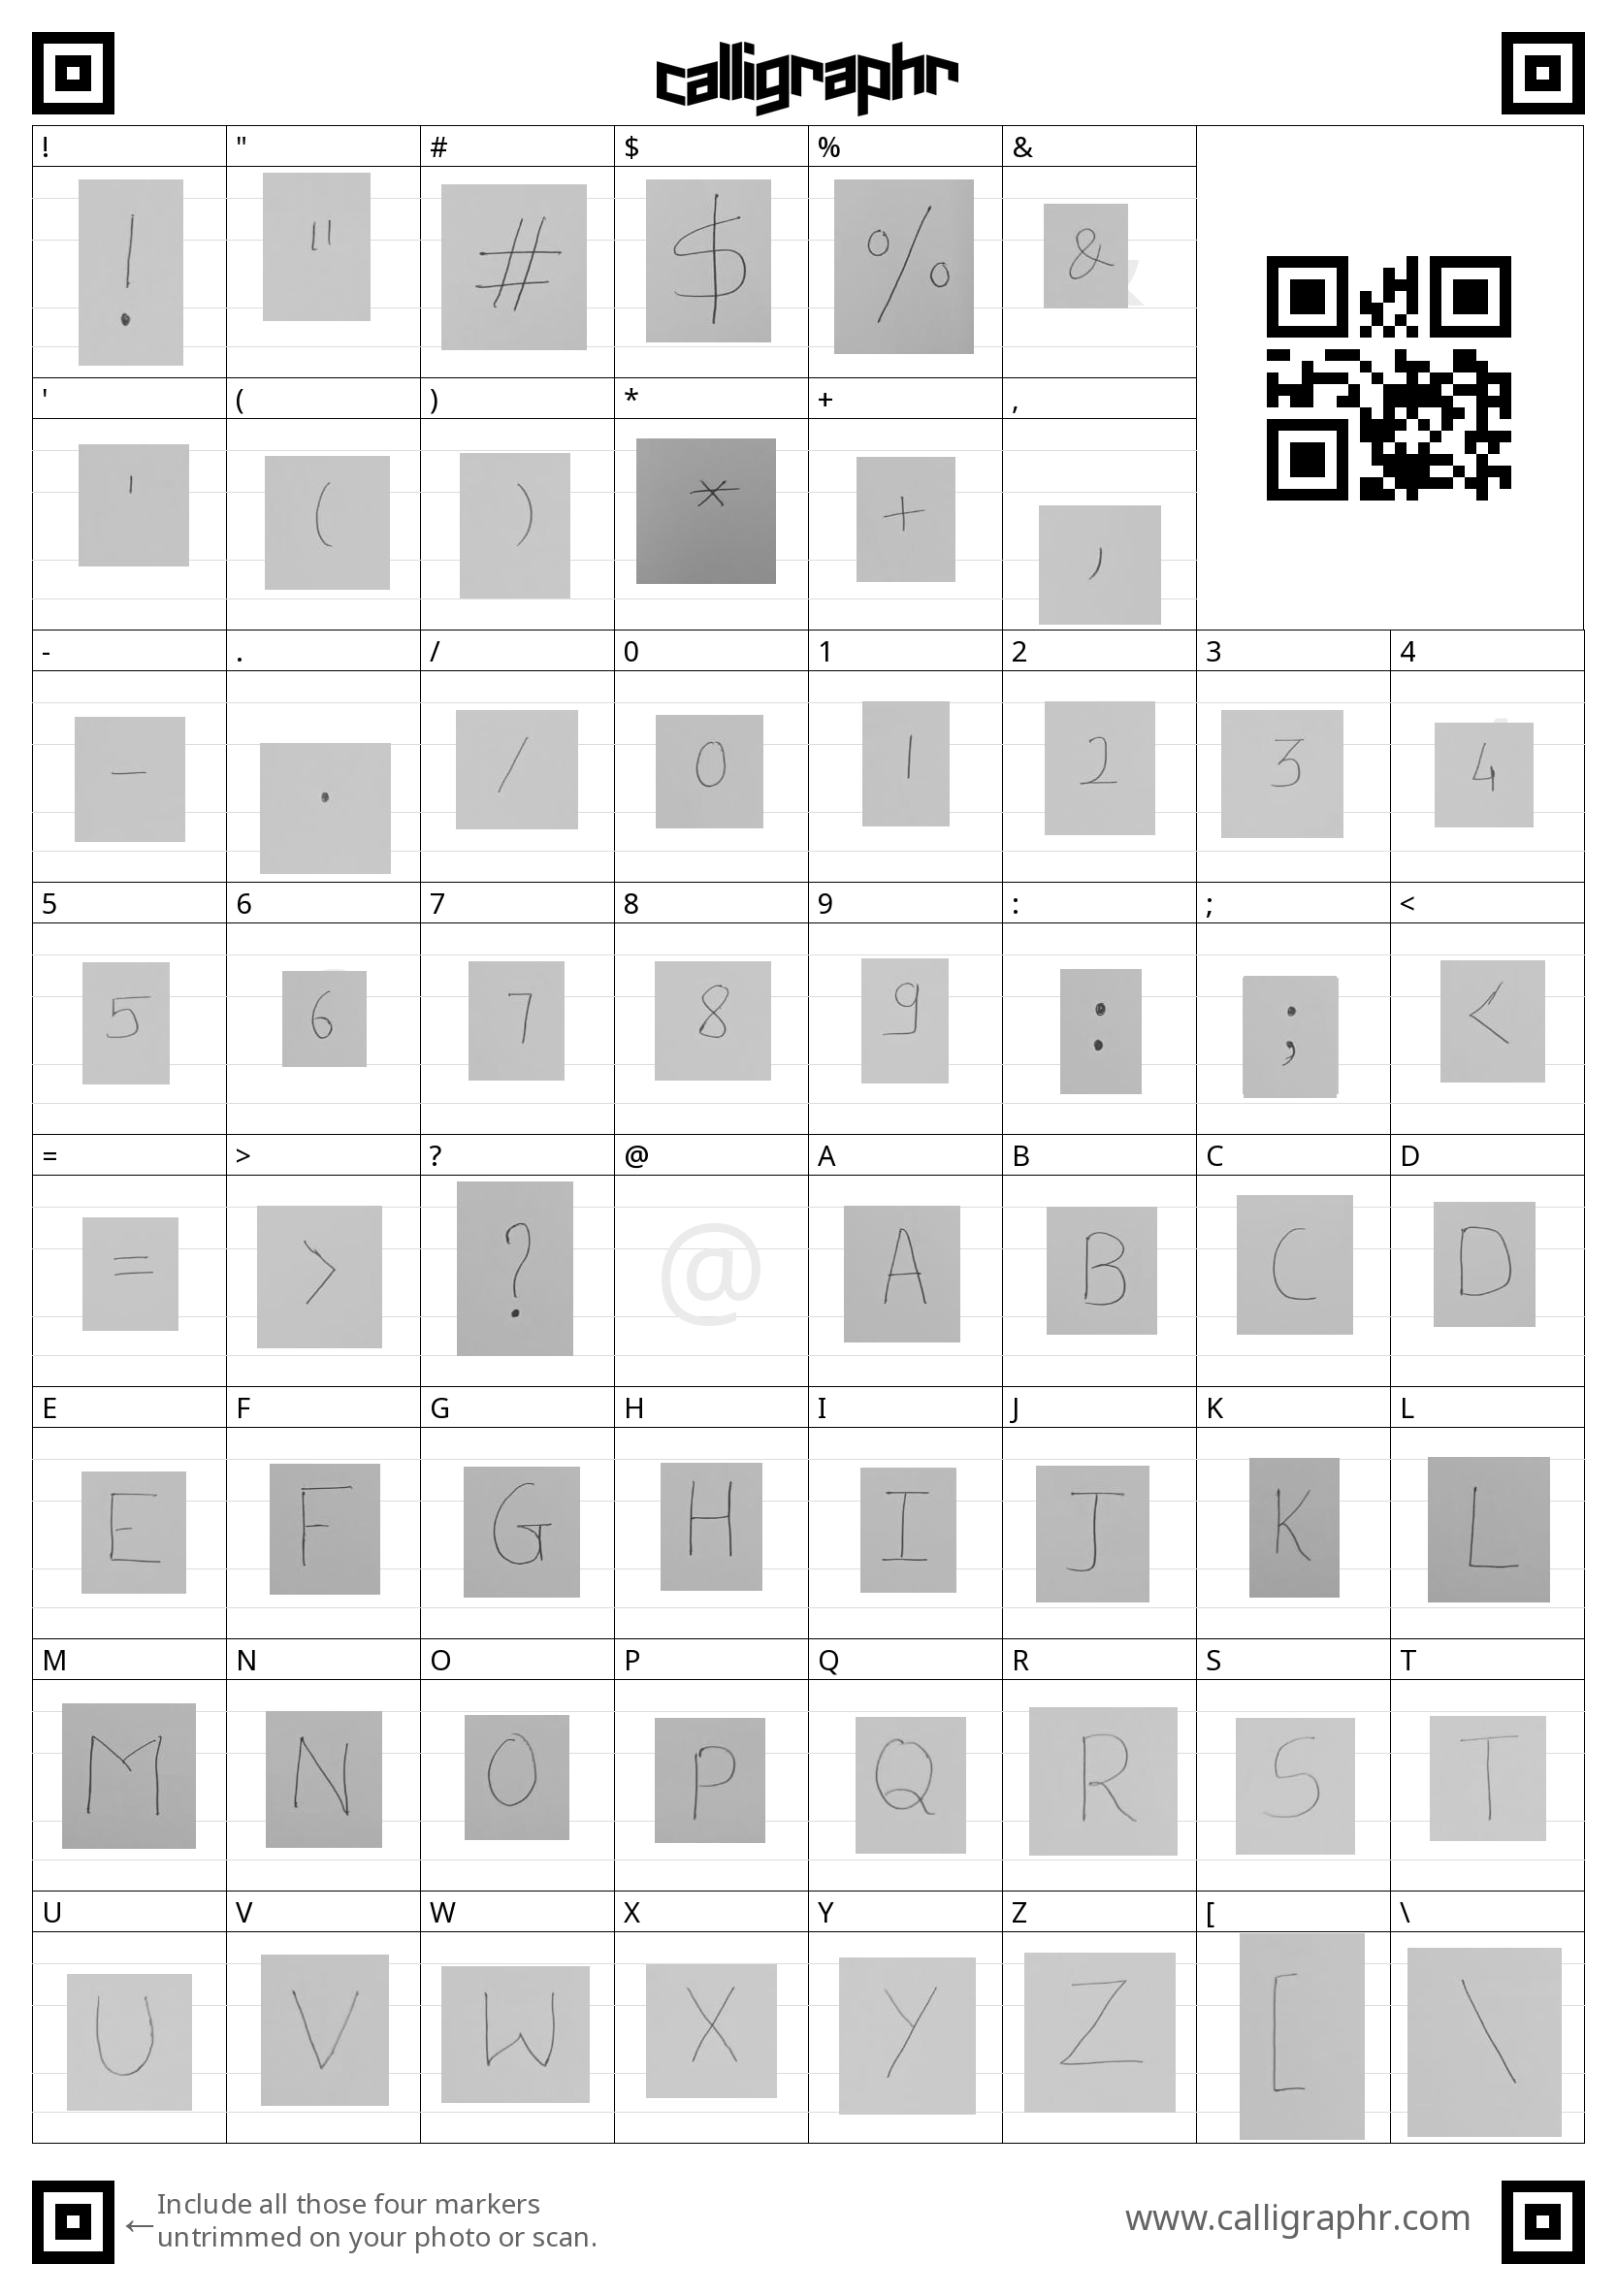 calligraphr
! " # $ % &
! " # $ % &
' ( ) * + ,
' ( ) * + ,
- . / 0 1 2 3 4
- . / 0 1 2 3 4
5 6 7 8 9 : ; <
5 6 7 8 9 : ; <
= > ? @ A B C D
= > ? @ A B C D
E F G H I J K L
E F G H I J K L
M N O P Q R S T
M N O P Q R S T
U V W X Y Z [ \
U V W X Y Z [ \
←Include all those four markers
untrimmed on your photo or scan.
www.calligraphr.com